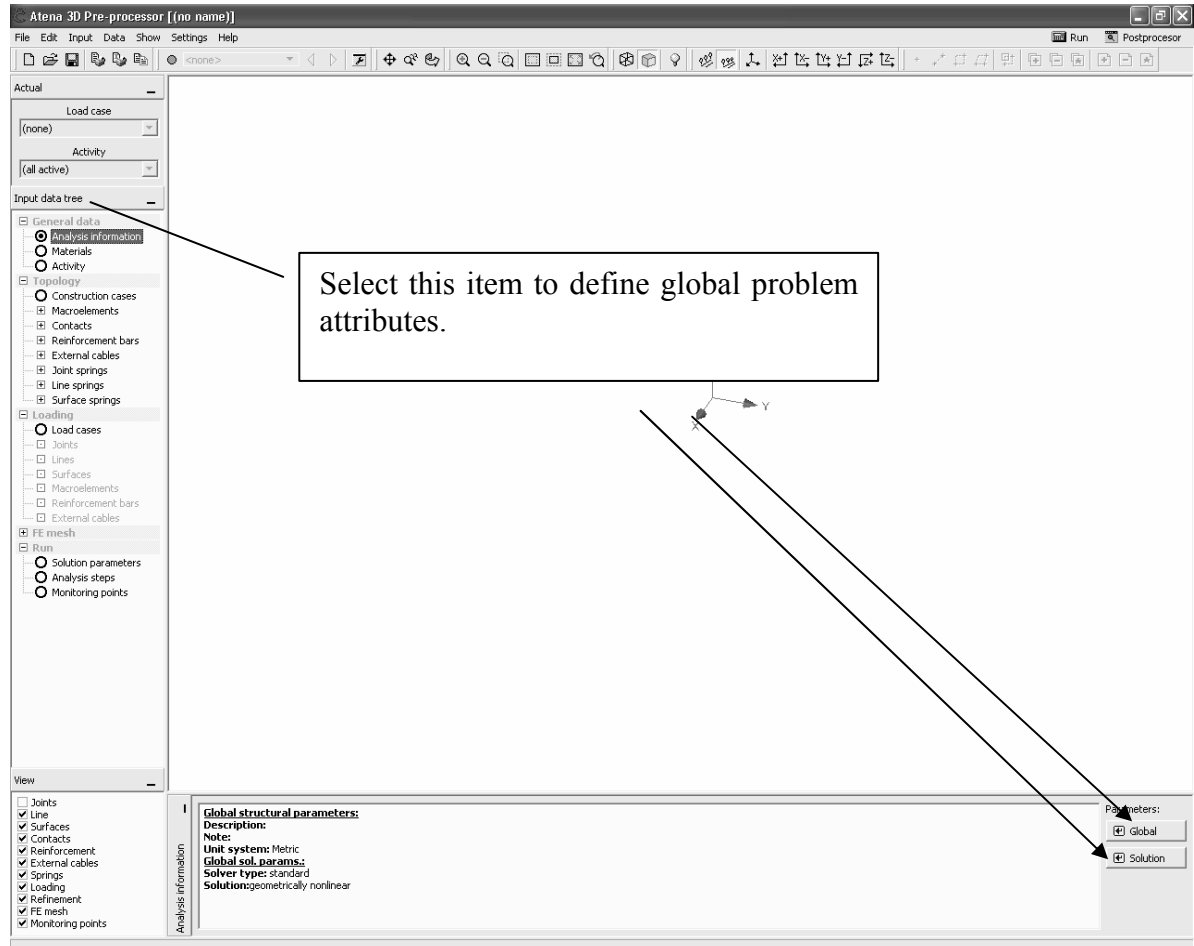 Atena 3D Pre-processor [(no name)]
File Edit Input Data Show Settings Help Run Postprocesor
<none>
Actual
Load case
(none)
Activity
(all active)
Input data tree
General data
Analysis information
Materials
Activity
Topology
Construction cases
Macroelements
Contacts
Reinforcement bars
External cables
Joint springs
Line springs
Surface springs
Loading
Load cases
Joints
Lines
Surfaces
Macroelements
Reinforcement bars
External cables
FE mesh
Run
Solution parameters
Analysis steps
Monitoring points
Select this item to define global problem
attributes.
Y
X
View
Joints
Line
Surfaces
Contacts
Reinforcement
External cables
Springs
Loading
Refinement
FE mesh
Monitoring points
Analysis information
Global structural parameters:
Description:
Note:
Unit system: Metric
Global sol. params.:
Solver type: standard
Solution:geometrically nonlinear
Parameters:
Global
Solution